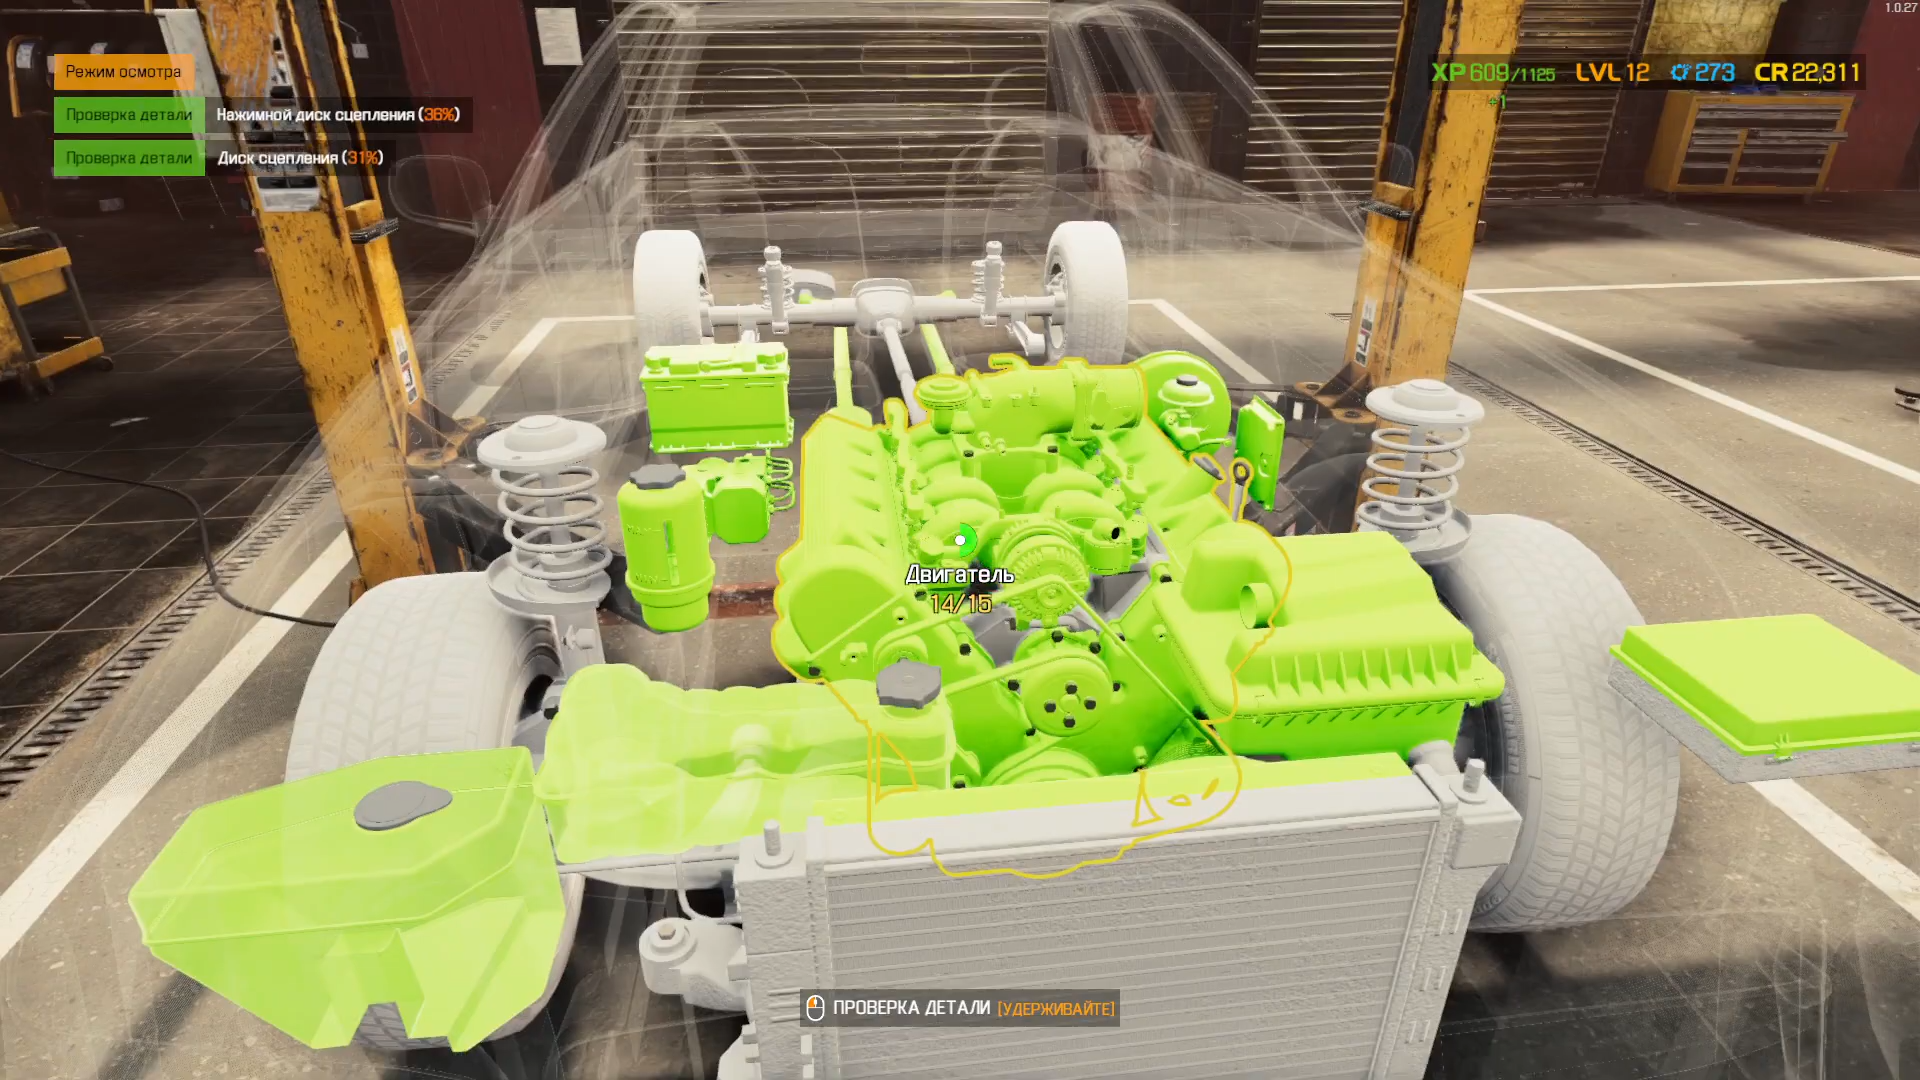 1.0.27
Режим осмотра
XP 609/1125 LVL 12 273 CR 22,311
+1
Проверка детали Нажимной диск сцепления (36%)
Проверка детали Диск сцепления (31%)
Двигатель
14/15
ПРОВЕРКА ДЕТАЛИ [УДЕРЖИВАЙТЕ]